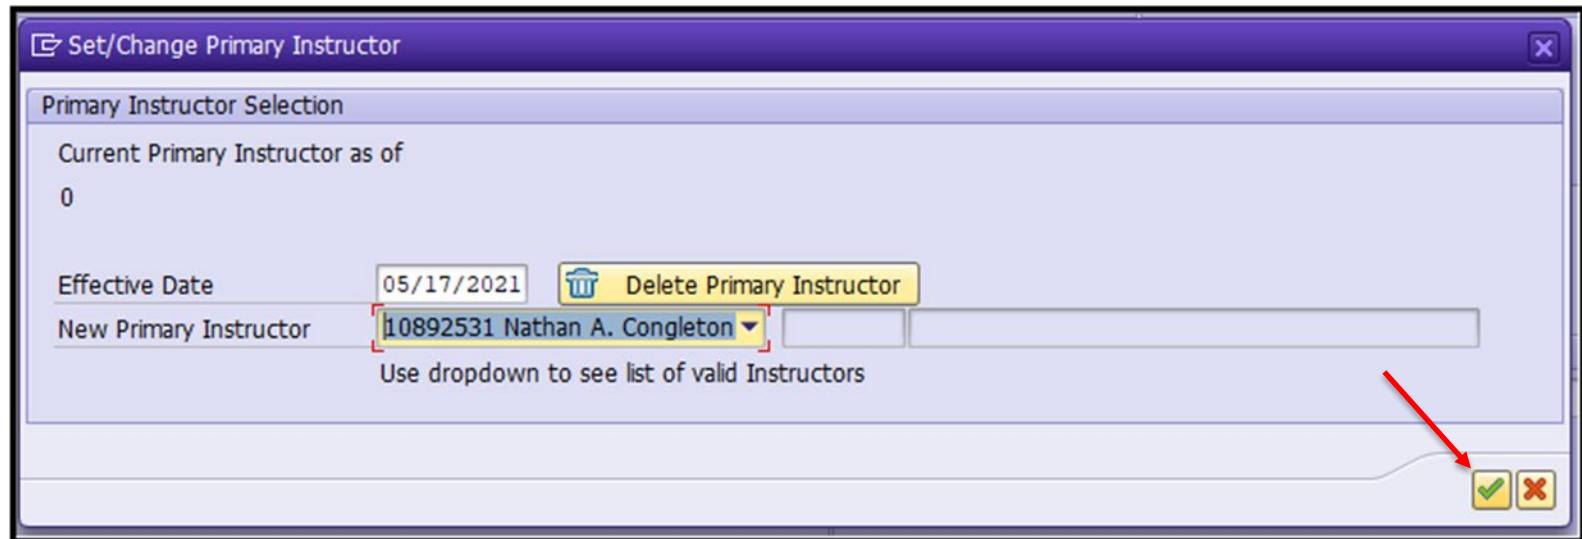 Set/Change Primary Instructor
Primary Instructor Selection
Current Primary Instructor as of
0
Effective Date 05/17/2021 Delete Primary Instructor
New Primary Instructor 10892531 Nathan A. Congleton
Use dropdown to see list of valid Instructors